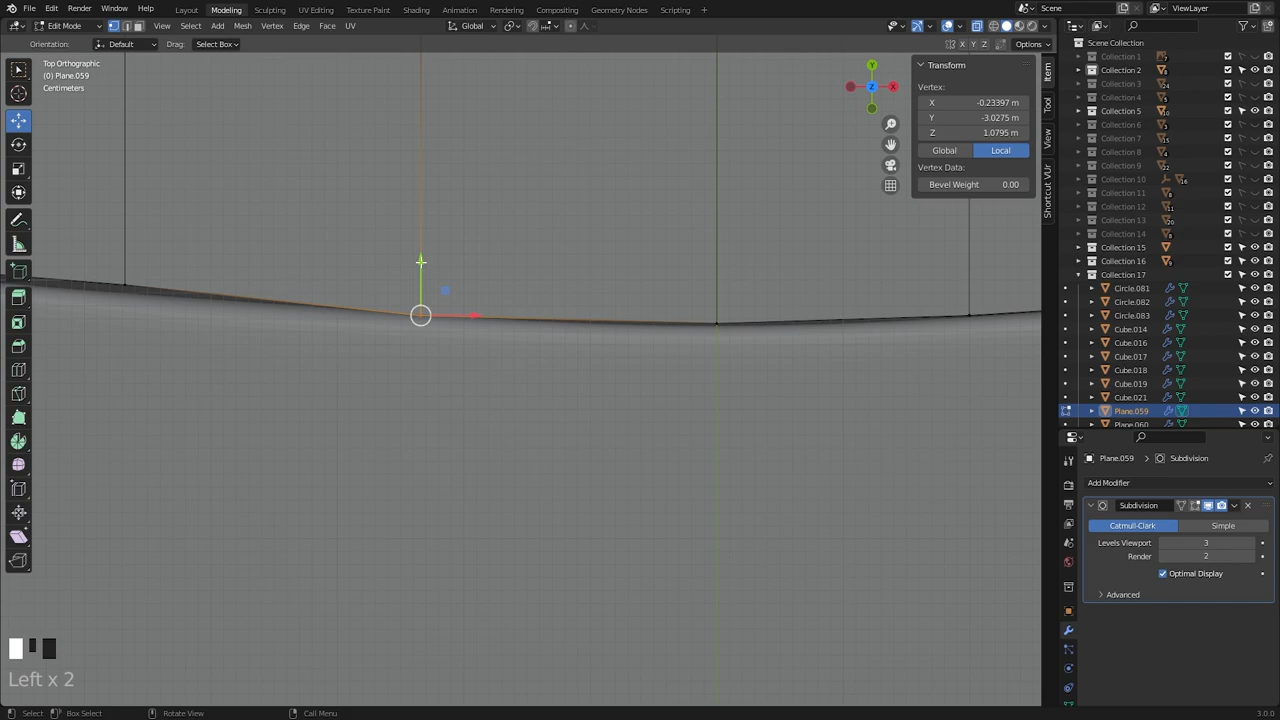 File Edit Render Window Help Layout Modeling Sculpting UV Editing Texture Paint Shading Animation Rendering Compositing Geometry Nodes Scripting + Scene ViewLayer
Edit Mode View Select Add Mesh Vertex Edge Face UV Global
Orientation: Default Drag: Select Box X Y Z Options
Top Orthographic
(0) Plane.059
Centimeters
Transform
Vertex:
X -0.23397 m
Y -3.0275 m
Z 1.0795 m
Global Local
Vertex Data:
Bevel Weight 0.00
Item
Tool
View
Shortcut VUr
Y
Z
X
Scene Collection
Collection 1
Collection 2
Collection 3
Collection 4
Collection 5
Collection 6
Collection 7
Collection 8
Collection 9
Collection 10
Collection 11
Collection 12
Collection 13
Collection 14
Collection 15
Collection 16
Collection 17
Circle.081
Circle.082
Circle.083
Cube.014
Cube.016
Cube.017
Cube.018
Cube.019
Cube.021
Plane.059
Plane.060
Plane.059 > Subdivision
Add Modifier
Subdivision
Catmull-Clark Simple
Levels Viewport 3
Render 2
Optimal Display
Advanced
Left x 2
Select Box Select Rotate View Call Menu 3.0.0